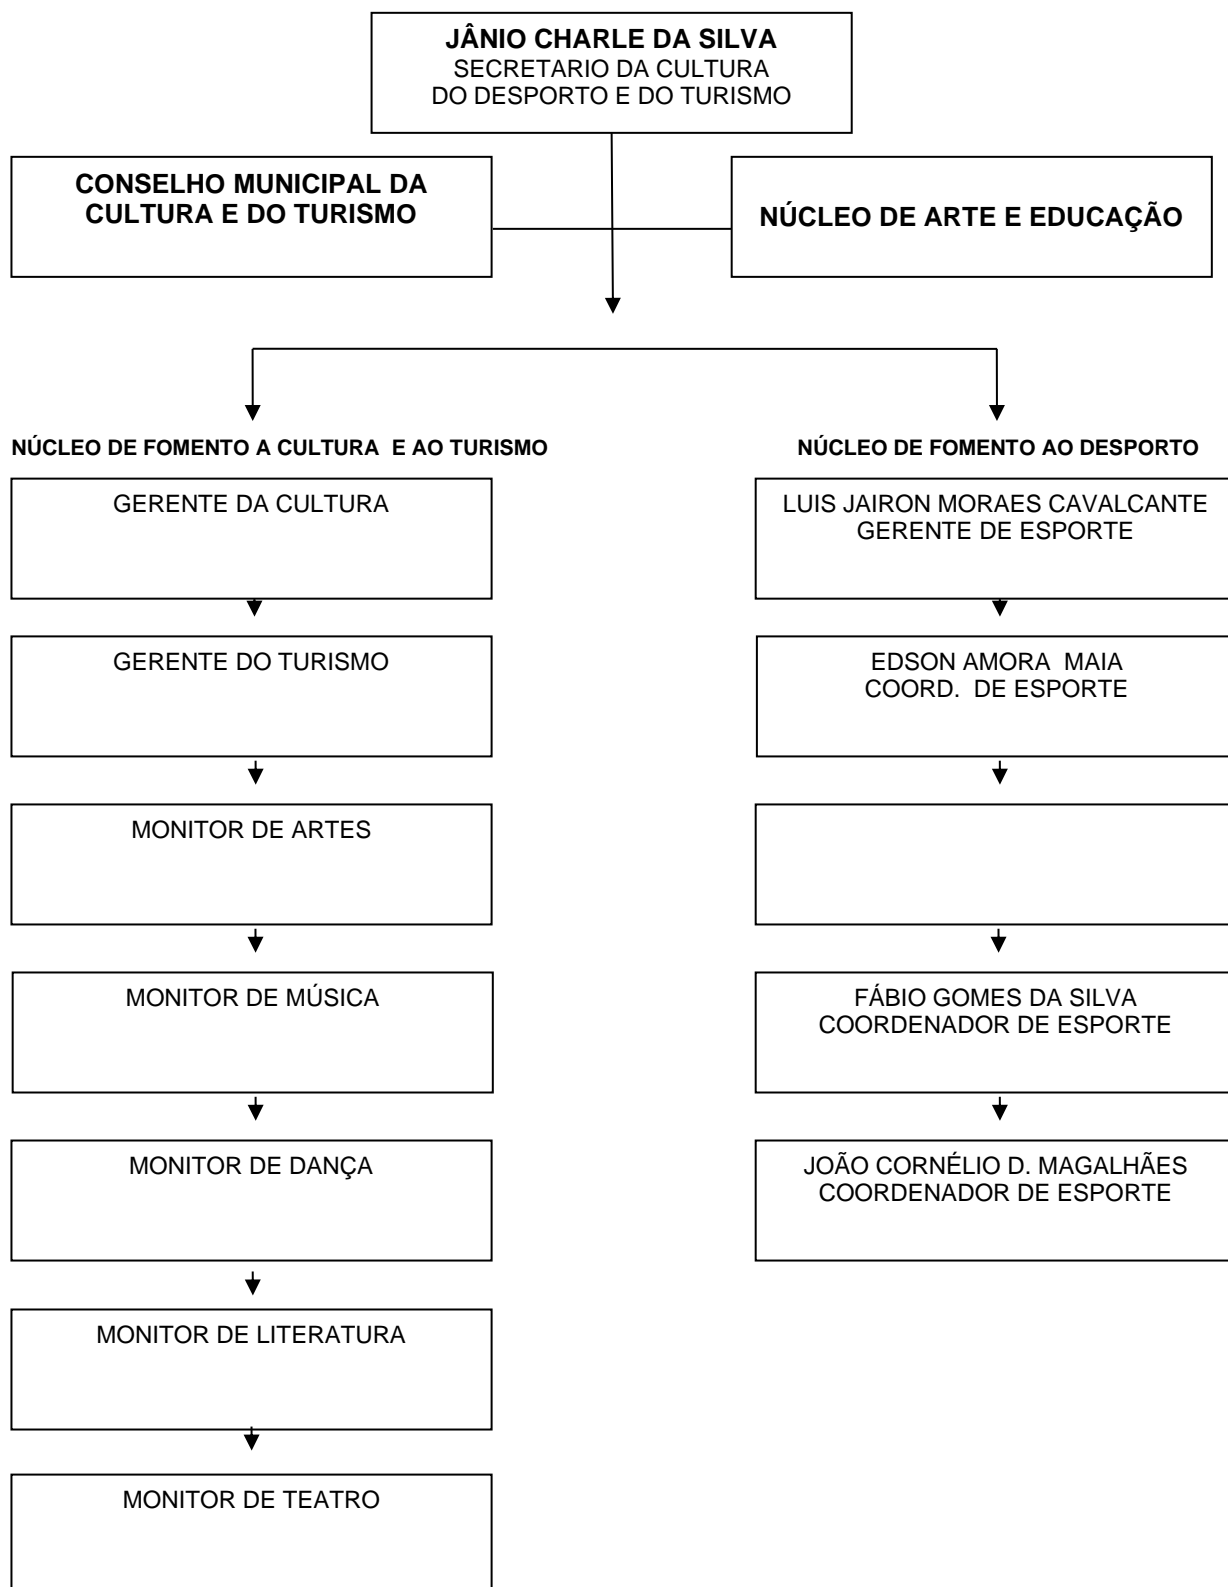 JÂNIO CHARLE DA SILVA
SECRETARIO DA CULTURA
DO DESPORTO E DO TURISMO
CONSELHO MUNICIPAL DA
CULTURA E DO TURISMO
NÚCLEO DE ARTE E EDUCAÇÃO
NÚCLEO DE FOMENTO A CULTURA E AO TURISMO
GERENTE DA CULTURA
GERENTE DO TURISMO
MONITOR DE ARTES
MONITOR DE MÚSICA
MONITOR DE DANÇA
MONITOR DE LITERATURA
MONITOR DE TEATRO
NÚCLEO DE FOMENTO AO DESPORTO
LUIS JAIRON MORAES CAVALCANTE
GERENTE DE ESPORTE
EDSON AMORA MAIA
COORD. DE ESPORTE
FÁBIO GOMES DA SILVA
COORDENADOR DE ESPORTE
JOÃO CORNÉLIO D. MAGALHÃES
COORDENADOR DE ESPORTE